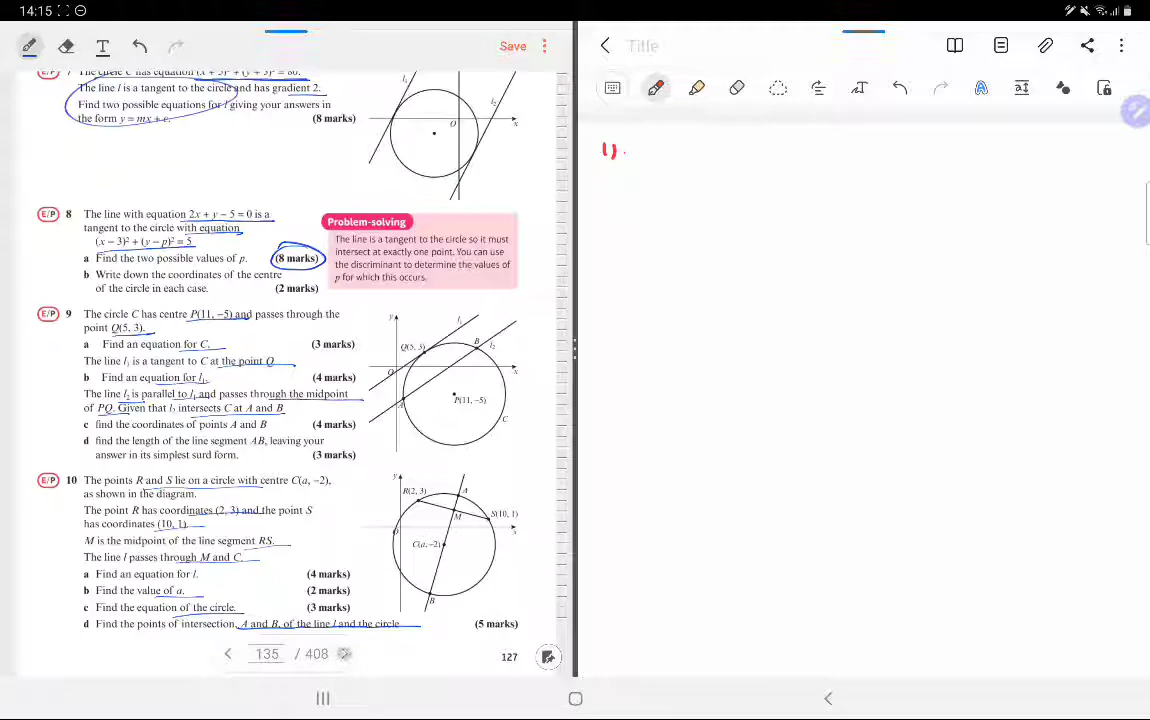 14:15
Save
Title
E/P 7 The circle C has equation (x + 5)² + (y + 3)² = 80.
The line l is a tangent to the circle and has gradient 2.
Find two possible equations for l giving your answers in
the form y = mx + c. (8 marks)
l₁
l₂
O
x
1).
E/P 8 The line with equation 2x + y − 5 = 0 is a
tangent to the circle with equation
(x − 3)² + (y − p)² = 5
a Find the two possible values of p. (8 marks)
b Write down the coordinates of the centre
of the circle in each case. (2 marks)
Problem-solving
The line is a tangent to the circle so it must
intersect at exactly one point. You can use
the discriminant to determine the values of
p for which this occurs.
E/P 9 The circle C has centre P(11, −5) and passes through the
point Q(5, 3).
a Find an equation for C. (3 marks)
The line l₁ is a tangent to C at the point Q
b Find an equation for l₁. (4 marks)
The line l₂ is parallel to l₁ and passes through the midpoint
of PQ. Given that l₂ intersects C at A and B
c find the coordinates of points A and B (4 marks)
d find the length of the line segment AB, leaving your
answer in its simplest surd form. (3 marks)
y
l₁
Q(5, 3)
B
l₂
O
x
A
P(11, −5)
C
E/P 10 The points R and S lie on a circle with centre C(a, −2),
as shown in the diagram.
The point R has coordinates (2, 3) and the point S
has coordinates (10, 1).
M is the midpoint of the line segment RS.
The line l passes through M and C.
a Find an equation for l. (4 marks)
b Find the value of a. (2 marks)
c Find the equation of the circle. (3 marks)
d Find the points of intersection, A and B, of the line l and the circle (5 marks)
y
R(2, 3)
A
M
S(10, 1)
O
x
C(a, −2)
B
135 / 408
127